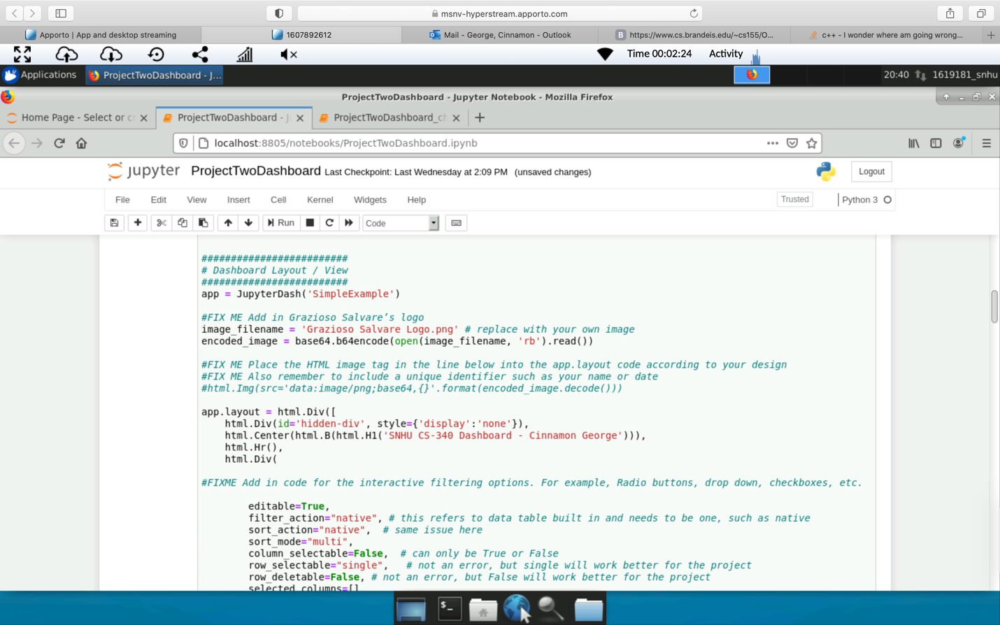 msnv-hyperstream.apporto.com
Apporto | App and desktop streaming
1607892612
Mail - George, Cinnamon - Outlook
B https://www.cs.brandeis.edu/~cs155/O...
c++ - I wonder where am going wrong...
Time 00:02:24 Activity
Applications
ProjectTwoDashboard - J...
20:40 1619181_snhu
ProjectTwoDashboard - Jupyter Notebook - Mozilla Firefox
Home Page - Select or c
ProjectTwoDashboard - J
ProjectTwoDashboard_ch
localhost:8805/notebooks/ProjectTwoDashboard.ipynb
jupyter ProjectTwoDashboard Last Checkpoint: Last Wednesday at 2:09 PM (unsaved changes)
Logout
File Edit View Insert Cell Kernel Widgets Help
Trusted
Python 3
Run
Code
#########################
# Dashboard Layout / View
#########################
app = JupyterDash('SimpleExample')
#FIX ME Add in Grazioso Salvare’s logo
image_filename = 'Grazioso Salvare Logo.png' # replace with your own image
encoded_image = base64.b64encode(open(image_filename, 'rb').read())
#FIX ME Place the HTML image tag in the line below into the app.layout code according to your design
#FIX ME Also remember to include a unique identifier such as your name or date
#html.Img(src='data:image/png;base64,{}'.format(encoded_image.decode()))
app.layout = html.Div([
html.Div(id='hidden-div', style={'display':'none'}),
html.Center(html.B(html.H1('SNHU CS-340 Dashboard - Cinnamon George'))),
html.Hr(),
html.Div(
#FIXME Add in code for the interactive filtering options. For example, Radio buttons, drop down, checkboxes, etc.
editable=True,
filter_action="native", # this refers to data table built in and needs to be one, such as native
sort_action="native", # same issue here
sort_mode="multi",
column_selectable=False, # can only be True or False
row_selectable="single", # not an error, but single will work better for the project
row_deletable=False, # not an error, but False will work better for the project
selected_columns=[]
$_